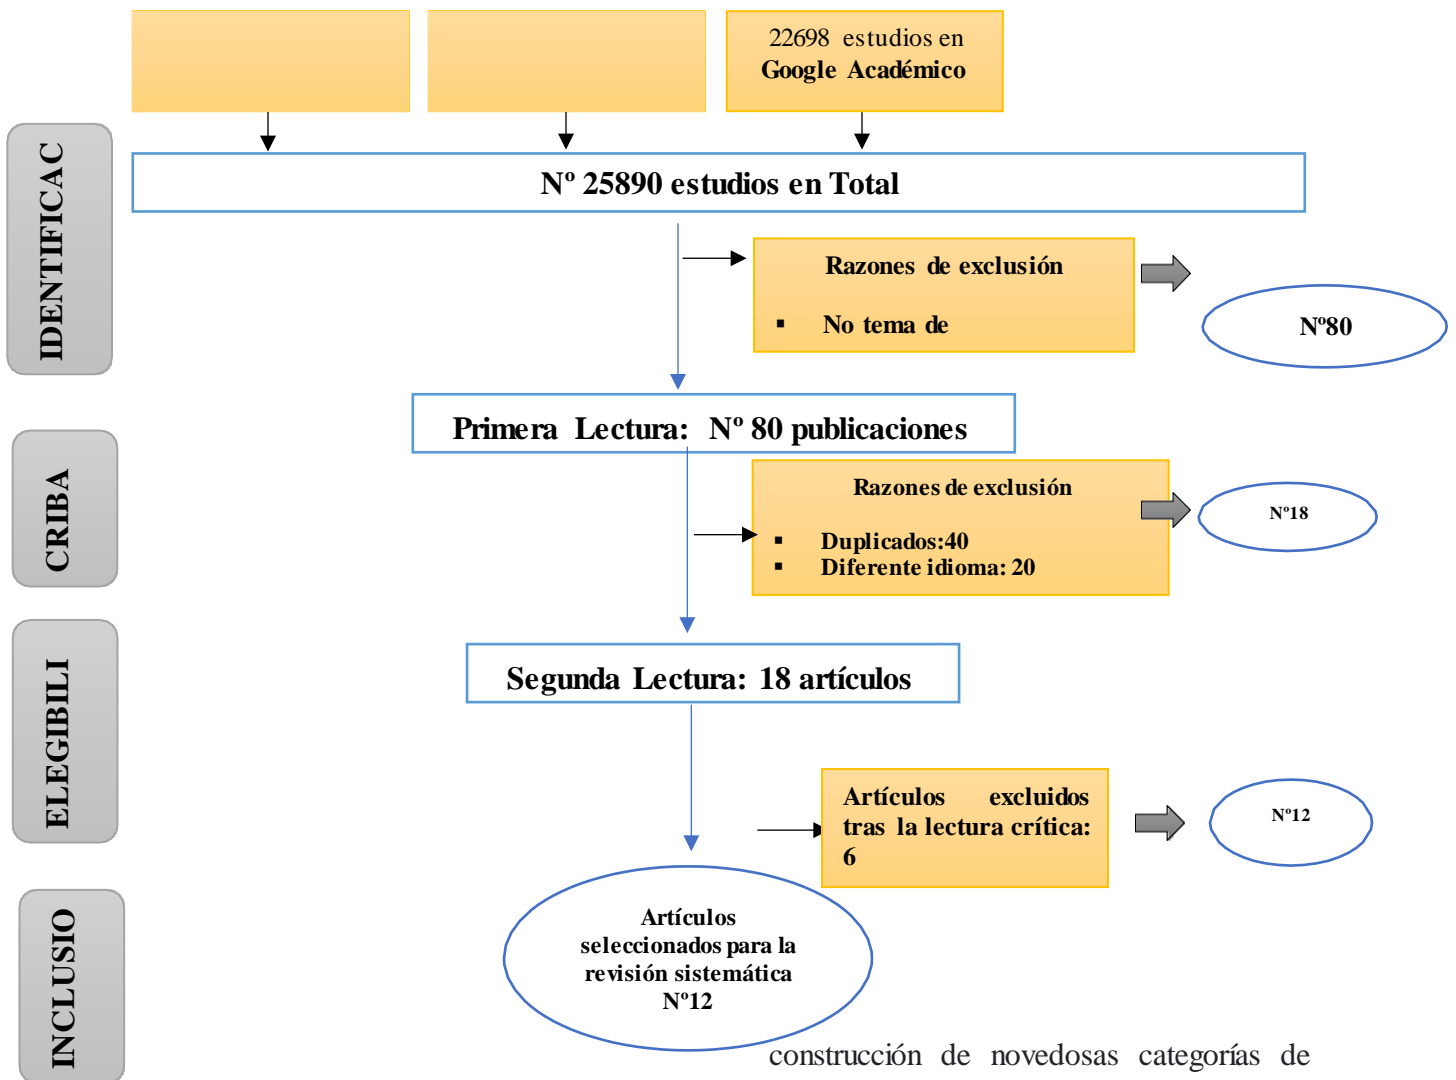 22698 estudios en
Google Académico
IDENTIFICAC
Nº 25890 estudios en Total
Razones de exclusión
▪ No tema de
Nº80
Primera Lectura: Nº 80 publicaciones
CRIBA
Razones de exclusión
▪ Duplicados:40
▪ Diferente idioma: 20
Nº18
ELEGIBILI
Segunda Lectura: 18 artículos
Artículos excluidos
tras la lectura crítica:
6
Nº12
INCLUSIO
Artículos
seleccionados para la
revisión sistemática
Nº12
construcción de novedosas categorías de